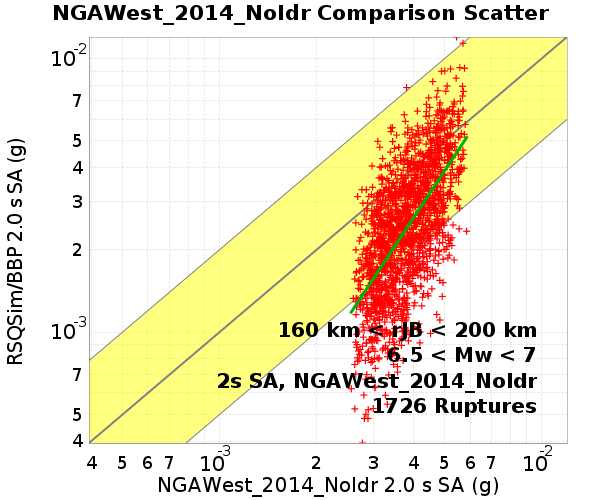 NGAWest_2014_NoIdr Comparison Scatter
RSQSim/BBP 2.0 s SA (g)
10-2
7
5
4
3
2
10-3
7
5
4
160 km < rJB < 200 km
6.5 < Mw < 7
2s SA, NGAWest_2014_NoIdr
1726 Ruptures
4 5 6 7 10-3 2 3 4 5 6 7 10-2
NGAWest_2014_NoIdr 2.0 s SA (g)